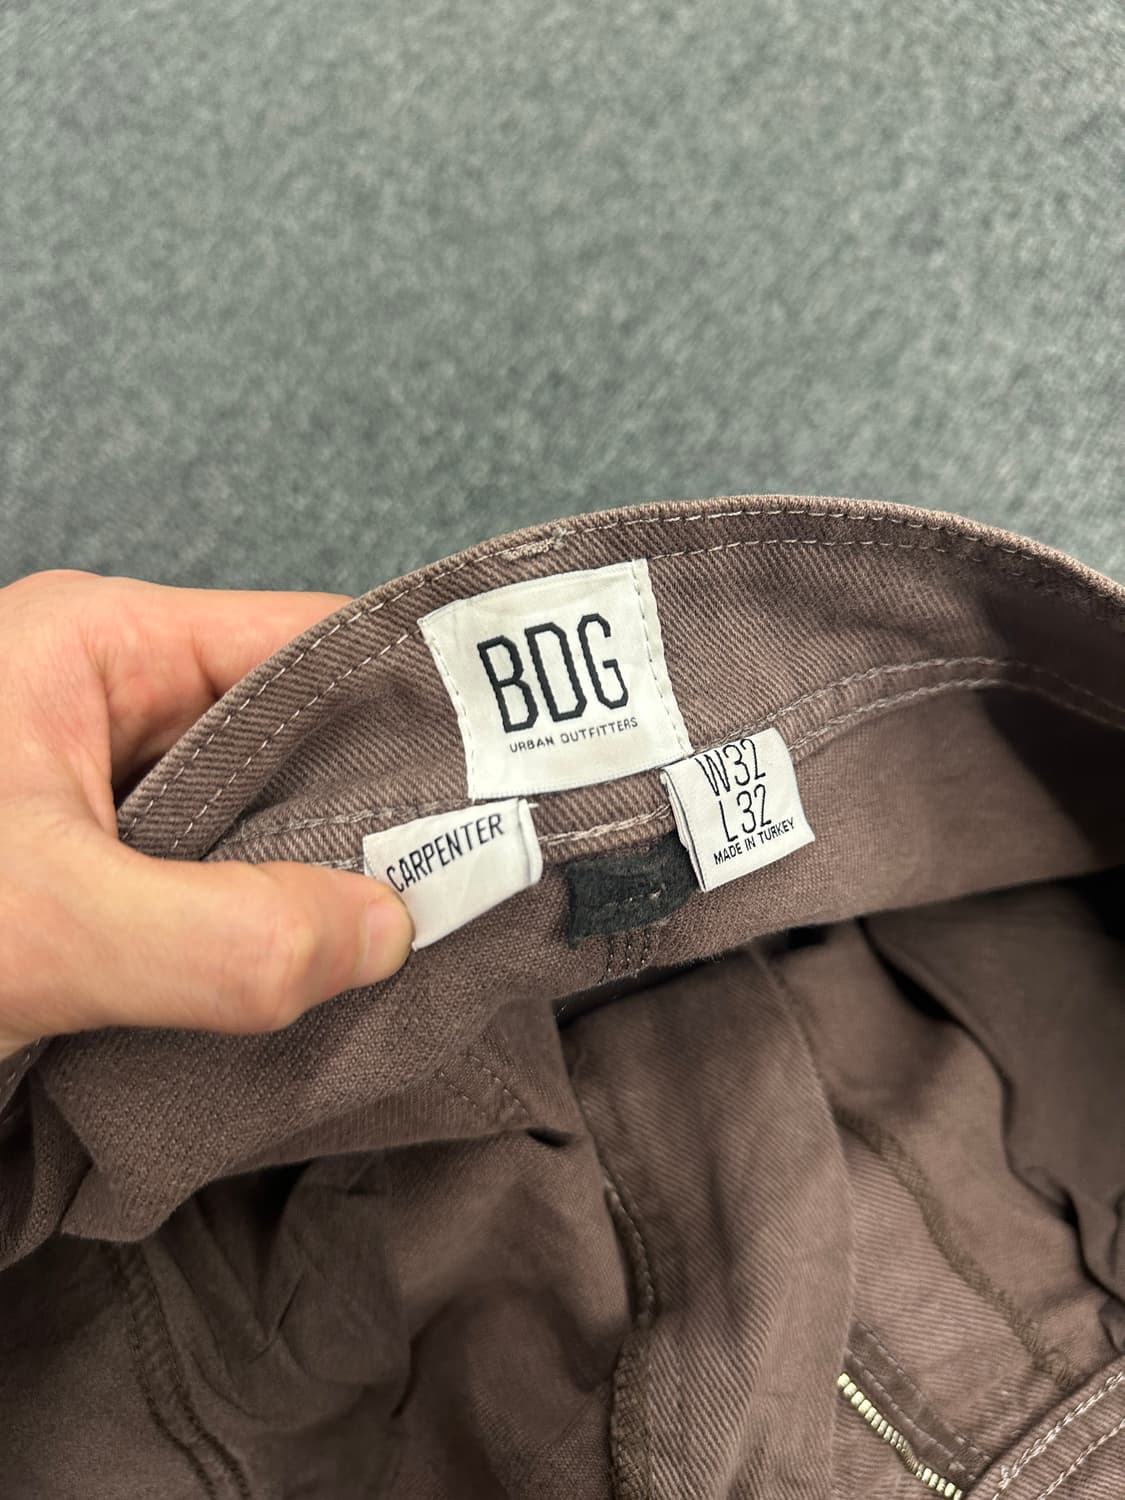 BDG
URBAN OUTFITTERS
CARPENTER
W32
L32
MADE IN TURKEY